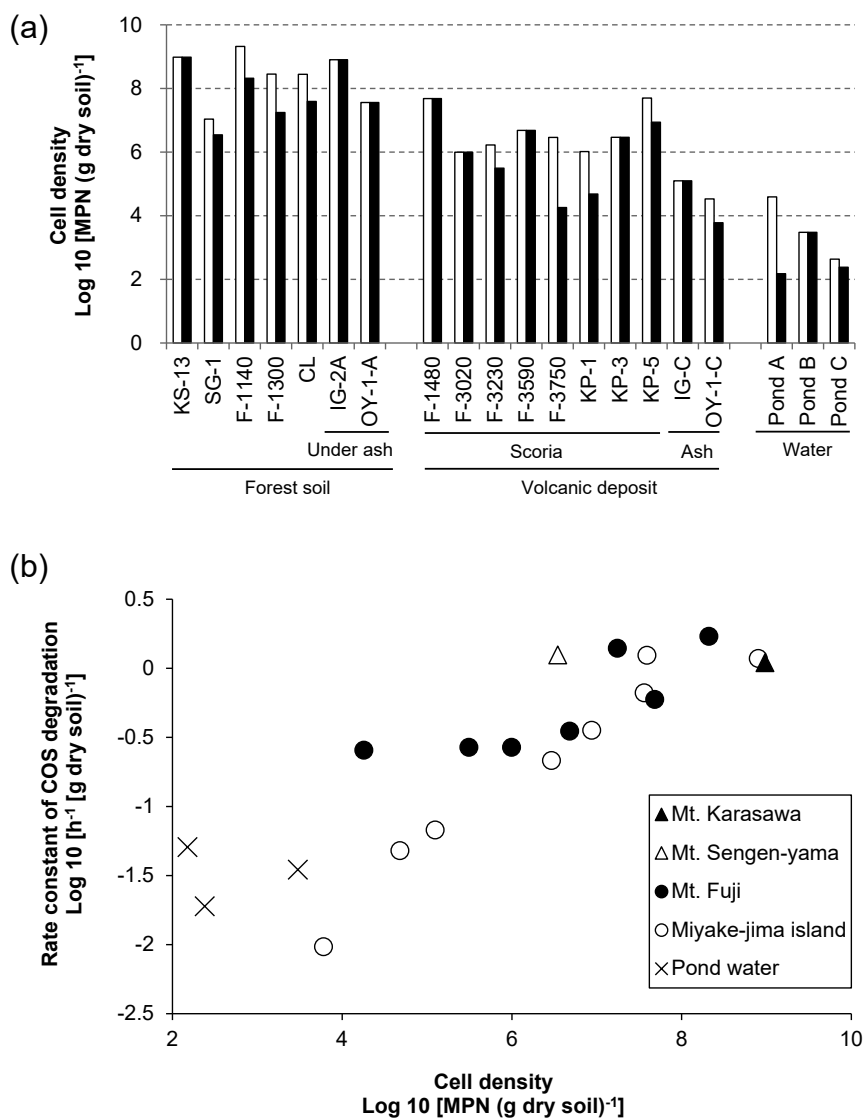 (a)
Cell density
Log 10 [MPN (g dry soil)-1]
10
8
6
4
2
0
KS-13
SG-1
F-1140
F-1300
CL
IG-2A
OY-1-A
F-1480
F-3020
F-3230
F-3590
F-3750
KP-1
KP-3
KP-5
IG-C
OY-1-C
Pond A
Pond B
Pond C
Under ash
Scoria
Ash
Water
Forest soil
Volcanic deposit
(b)
Rate constant of COS degradation
Log 10 [h-1 [g dry soil)-1]
0.5
0
-0.5
-1
-1.5
-2
-2.5
Mt. Karasawa
Mt. Sengen-yama
Mt. Fuji
Miyake-jima island
Pond water
2 4 6 8 10
Cell density
Log 10 [MPN (g dry soil)-1]